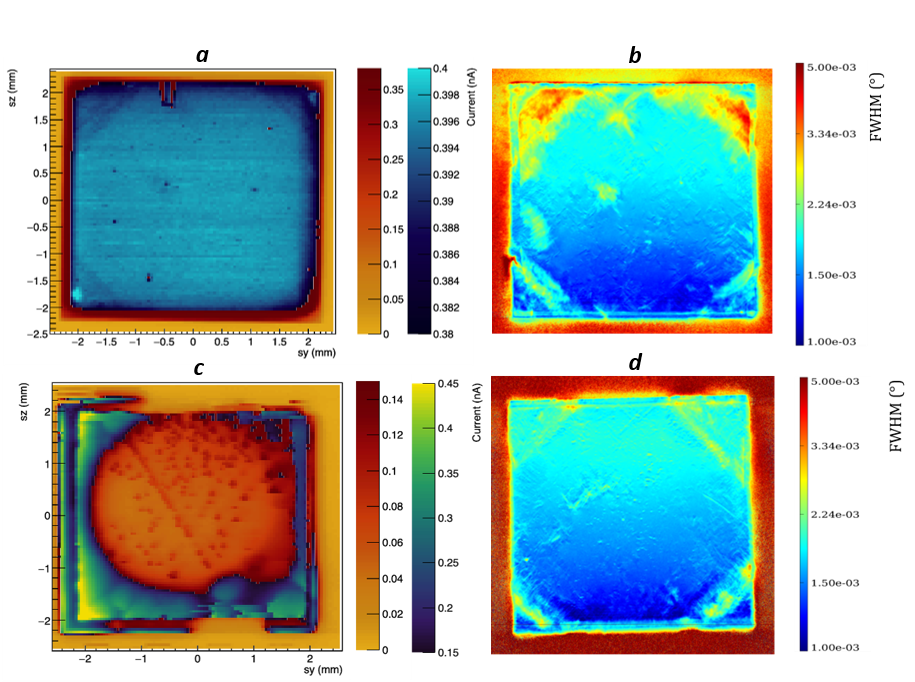 a
b
sz (mm)
2
1.5
1
0.5
0
−0.5
−1
−1.5
−2
−2.5
−2 −1.5 −1 −0.5 0 0.5 1 1.5 2
sy (mm)
0.35
0.3
0.25
0.2
0.15
0.1
0.05
0
0.4
0.398
0.396
0.394
0.392
0.39
0.388
0.386
0.384
0.382
0.38
Current (nA)
5.00e-03
3.34e-03
2.24e-03
1.50e-03
1.00e-03
FWHM (°)
c
d
sz (mm)
2
1
0
−1
−2
−2 −1 0 1 2
sy (mm)
0.14
0.12
0.1
0.08
0.06
0.04
0.02
0
0.45
0.4
0.35
0.3
0.25
0.2
0.15
Current (nA)
5.00e-03
3.34e-03
2.24e-03
1.50e-03
1.00e-03
FWHM (°)